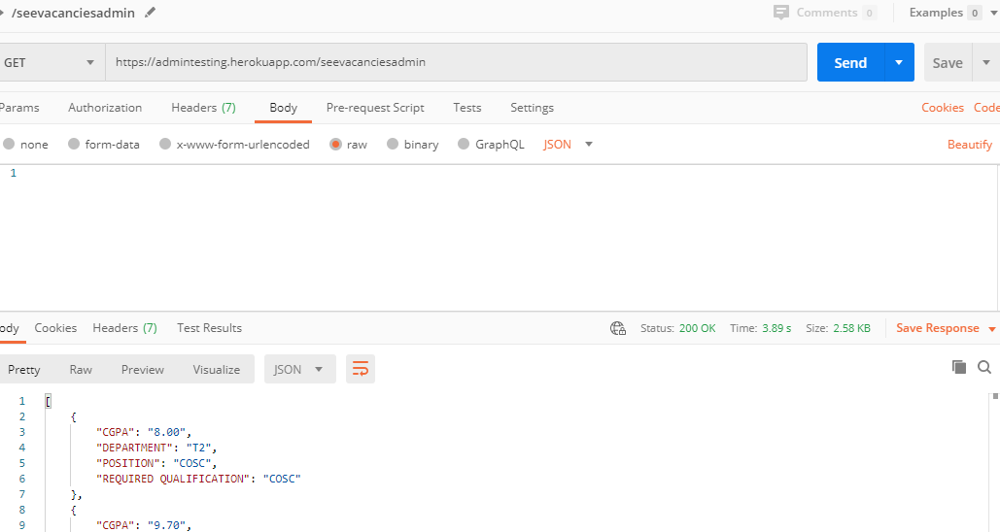 /seevacanciesadmin Comments 0 Examples 0
GET https://admintesting.herokuapp.com/seevacanciesadmin Send Save
Params Authorization Headers (7) Body Pre-request Script Tests Settings Cookies Code
none form-data x-www-form-urlencoded raw binary GraphQL JSON Beautify
1
ody Cookies Headers (7) Test Results Status: 200 OK Time: 3.89 s Size: 2.58 KB Save Response
Pretty Raw Preview Visualize JSON
1 [
2 {
3 "CGPA": "8.00",
4 "DEPARTMENT": "T2",
5 "POSITION": "COSC",
6 "REQUIRED QUALIFICATION": "COSC"
7 },
8 {
9 "CGPA": "9.70",